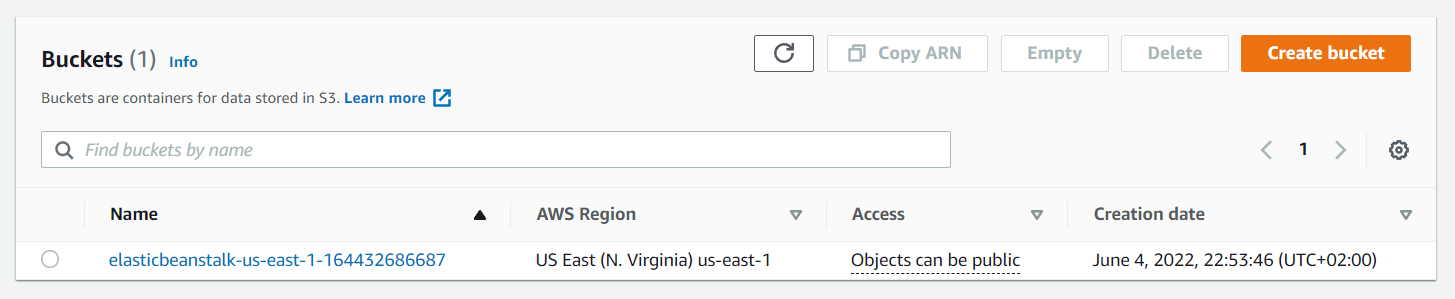 Buckets (1) Info
Copy ARN
Empty
Delete
Create bucket
Buckets are containers for data stored in S3. Learn more
Find buckets by name
1
Name AWS Region Access Creation date
elasticbeanstalk-us-east-1-164432686687 US East (N. Virginia) us-east-1 Objects can be public June 4, 2022, 22:53:46 (UTC+02:00)